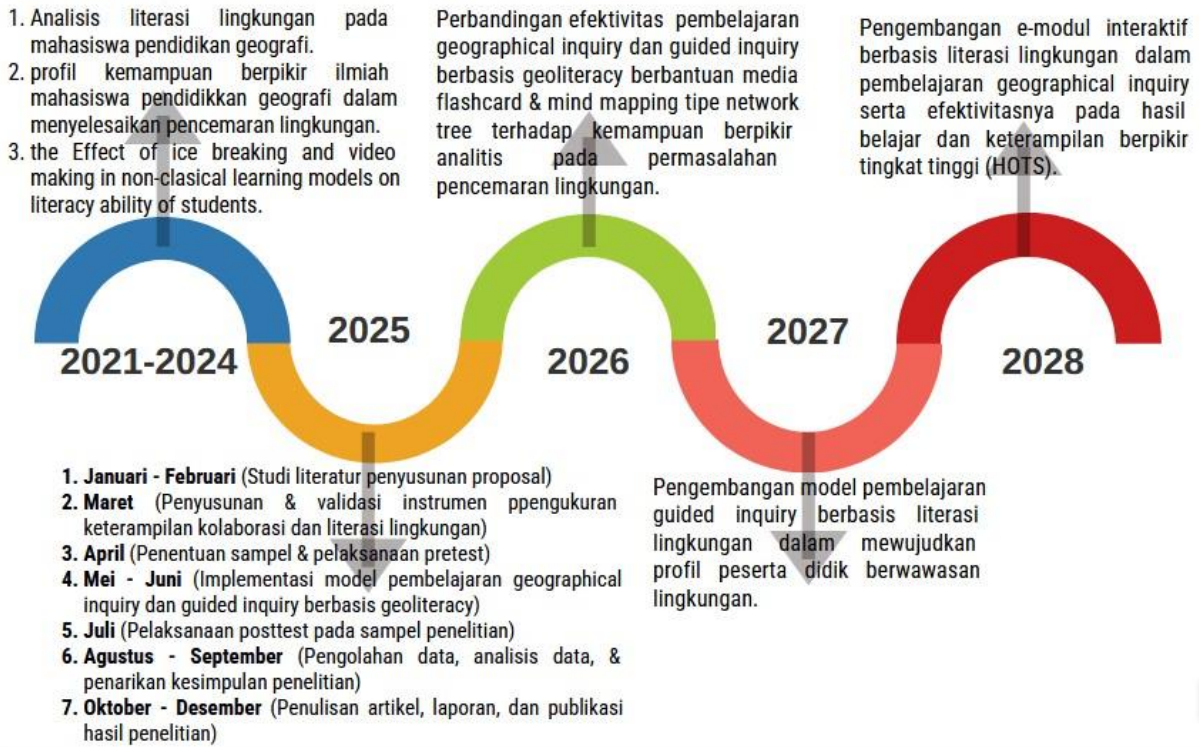 1. Analisis literasi lingkungan pada
mahasiswa pendidikan geografi.
2. profil kemampuan berpikir ilmiah
mahasiswa pendidikkan geografi dalam
menyelesaikan pencemaran lingkungan.
3. the Effect of ice breaking and video
making in non-clasical learning models on
literacy ability of students.
2021-2024
2025
1. Januari - Februari (Studi literatur penyusunan proposal)
2. Maret (Penyusunan & validasi instrumen ppengukuran
keterampilan kolaborasi dan literasi lingkungan)
3. April (Penentuan sampel & pelaksanaan pretest)
4. Mei - Juni (Implementasi model pembelajaran geographical
inquiry dan guided inquiry berbasis geoliteracy)
5. Juli (Pelaksanaan posttest pada sampel penelitian)
6. Agustus - September (Pengolahan data, analisis data, &
penarikan kesimpulan penelitian)
7. Oktober - Desember (Penulisan artikel, laporan, dan publikasi
hasil penelitian)
Perbandingan efektivitas pembelajaran
geographical inquiry dan guided inquiry
berbasis geoliteracy berbantuan media
flashcard & mind mapping tipe network
tree terhadap kemampuan berpikir
analitis pada permasalahan
pencemaran lingkungan.
2026
2027
Pengembangan model pembelajaran
guided inquiry berbasis literasi
lingkungan dalam mewujudkan
profil peserta didik berwawasan
lingkungan.
Pengembangan e-modul interaktif
berbasis literasi lingkungan dalam
pembelajaran geographical inquiry
serta efektivitasnya pada hasil
belajar dan keterampilan berpikir
tingkat tinggi (HOTS).
2028